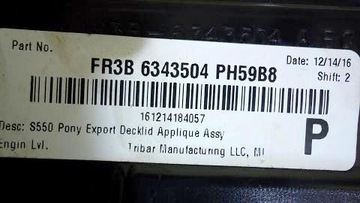 Part No.
Date: 12/14/16
FR3B 6343504 PH59B8
Shift: 2
161214184057
Desc: S550 Pony Export Decklid Applique Assy
P
Engin Lvl.
Tribar Manufacturing LLC, MI